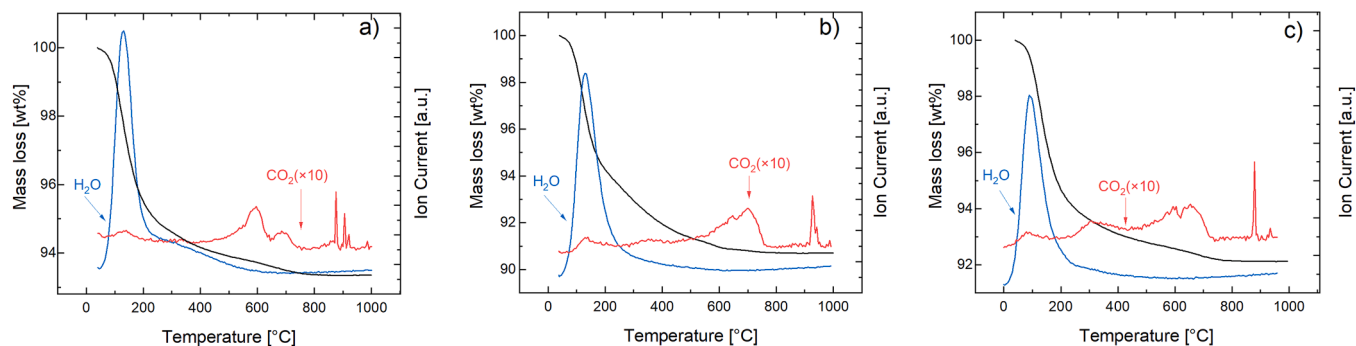 a)
Mass loss [wt%]
100
98
96
94
H₂O
CO₂(×10)
Ion Current [a.u.]
0 200 400 600 800 1000
Temperature [°C]
b)
Mass loss [wt%]
100
98
96
94
92
90
H₂O
CO₂(×10)
Ion Current [a.u.]
0 200 400 600 800 1000
Temperature [°C]
c)
Mass loss [wt%]
100
98
96
94
92
H₂O
CO₂(×10)
Ion Current [a.u.]
0 200 400 600 800 1000
Temperature [°C]